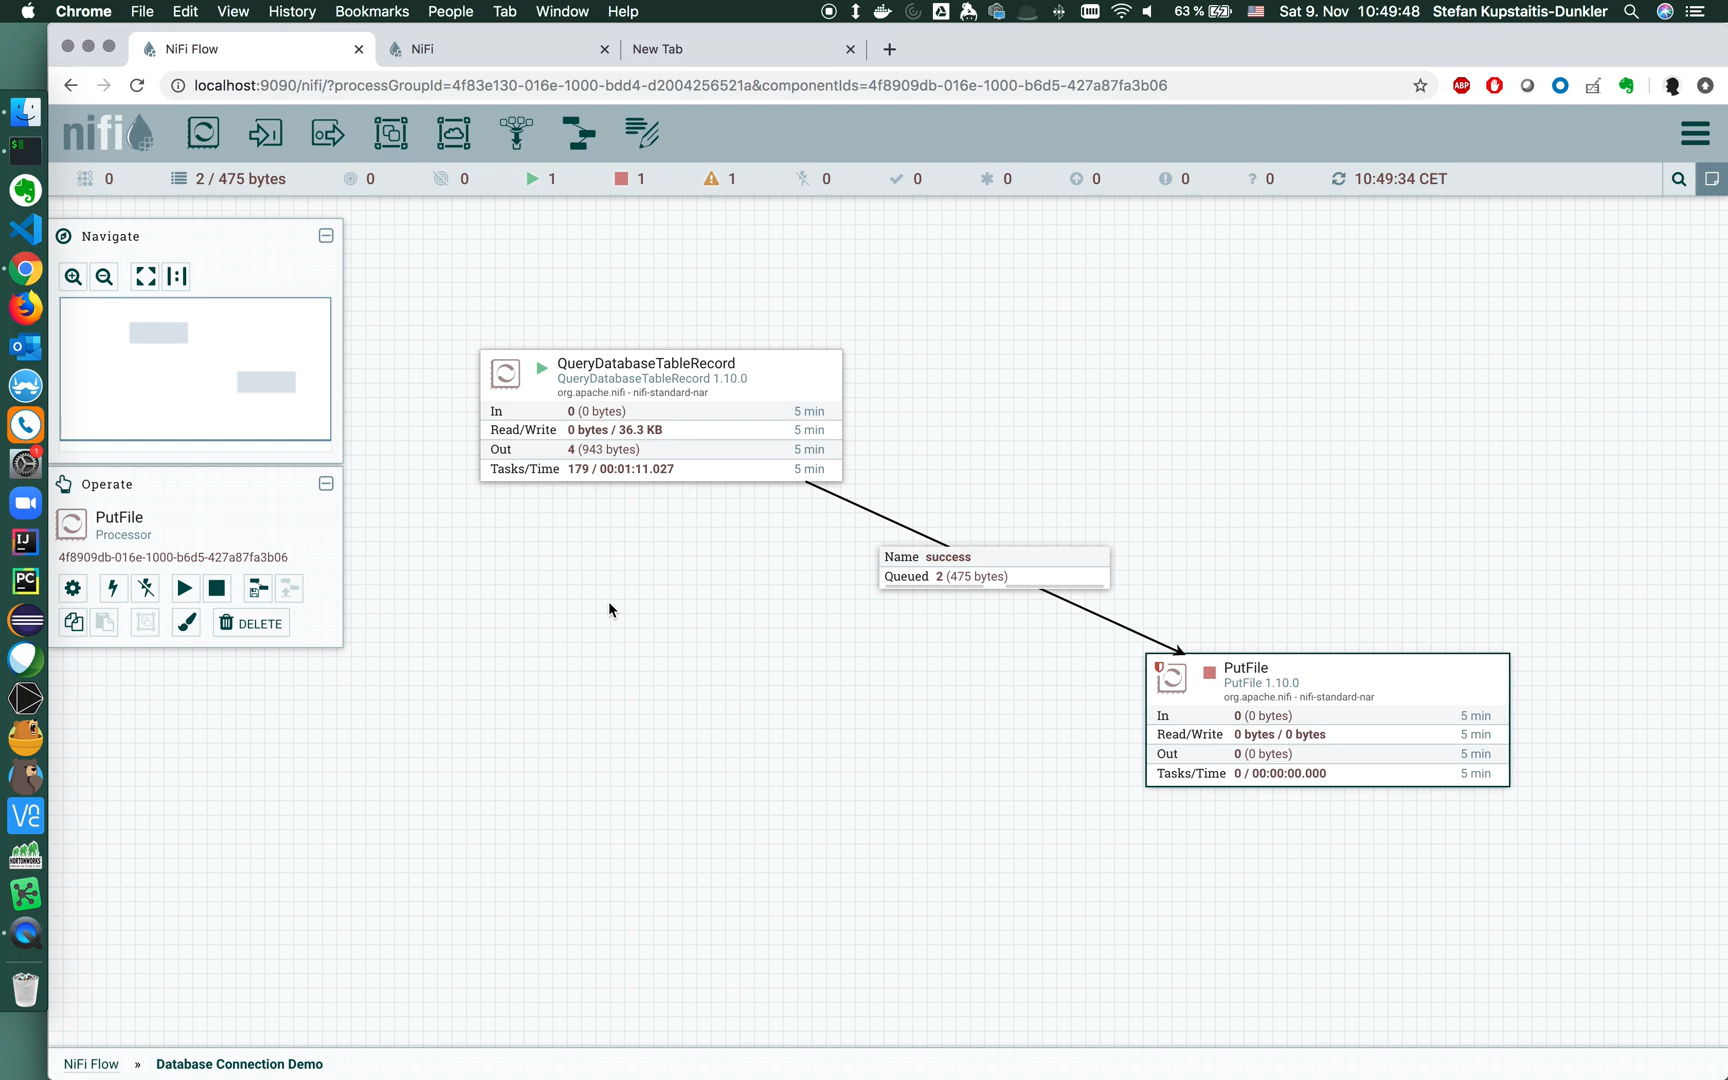 Chrome File Edit View History Bookmarks People Tab Window Help
63 % Sat 9. Nov 10:49:48 Stefan Kupstaitis-Dunkler
NiFi Flow
NiFi
New Tab
localhost:9090/nifi/?processGroupId=4f83e130-016e-1000-bdd4-d2004256521a&componentIds=4f8909db-016e-1000-b6d5-427a87fa3b06
ABP
nifi
0 2 / 475 bytes 0 0 1 1 1 0 0 0 0 0 ? 0 10:49:34 CET
Navigate
Operate
PutFile
Processor
4f8909db-016e-1000-b6d5-427a87fa3b06
DELETE
QueryDatabaseTableRecord
QueryDatabaseTableRecord 1.10.0
org.apache.nifi - nifi-standard-nar
In 0 (0 bytes) 5 min
Read/Write 0 bytes / 36.3 KB 5 min
Out 4 (943 bytes) 5 min
Tasks/Time 179 / 00:01:11.027 5 min
Name success
Queued 2 (475 bytes)
PutFile
PutFile 1.10.0
org.apache.nifi - nifi-standard-nar
In 0 (0 bytes) 5 min
Read/Write 0 bytes / 0 bytes 5 min
Out 0 (0 bytes) 5 min
Tasks/Time 0 / 00:00:00.000 5 min
1
IJ
PC
HORTONWORKS
NiFi Flow » Database Connection Demo